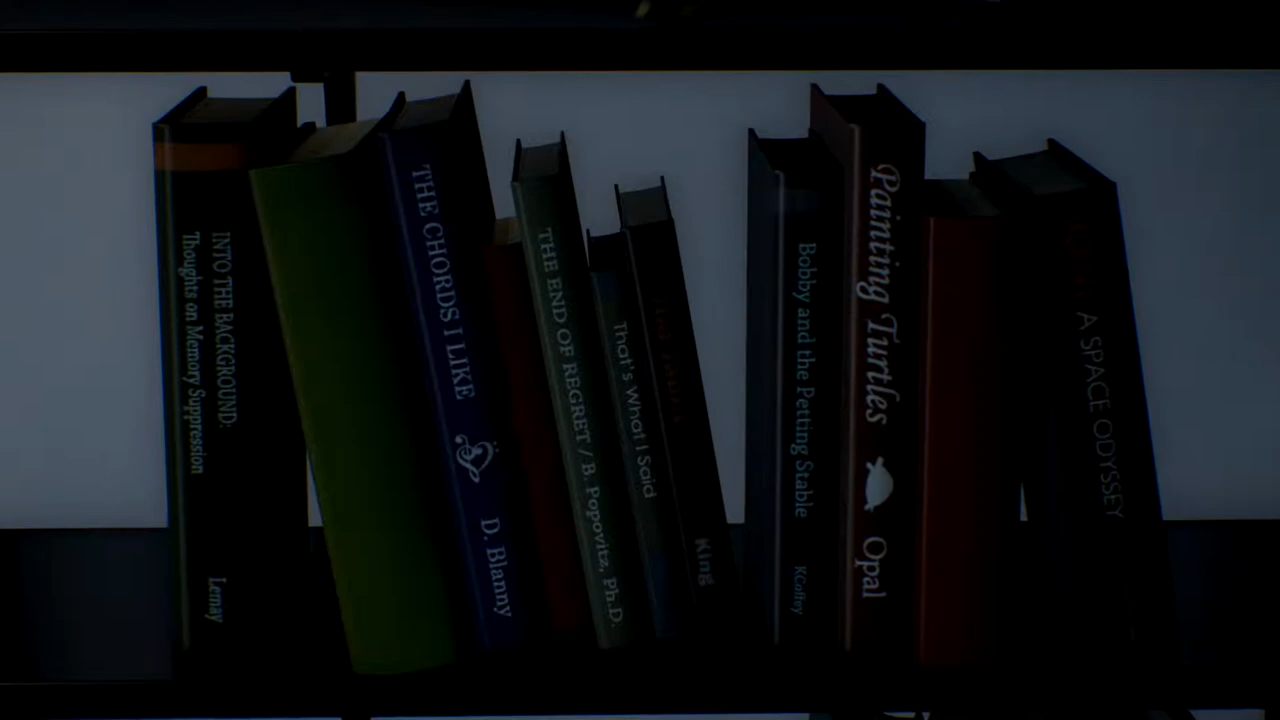 INTO THE BACKGROUND:
Thoughts on Memory Suppression
Lemay
THE CHORDS I LIKE
D. Blanny
THE END OF REGRET / B. Popovitz, Ph.D.
That's What I Said
King
Bobby and the Petting Stable
KCoffey
Painting Turtles
Opal
A SPACE ODYSSEY